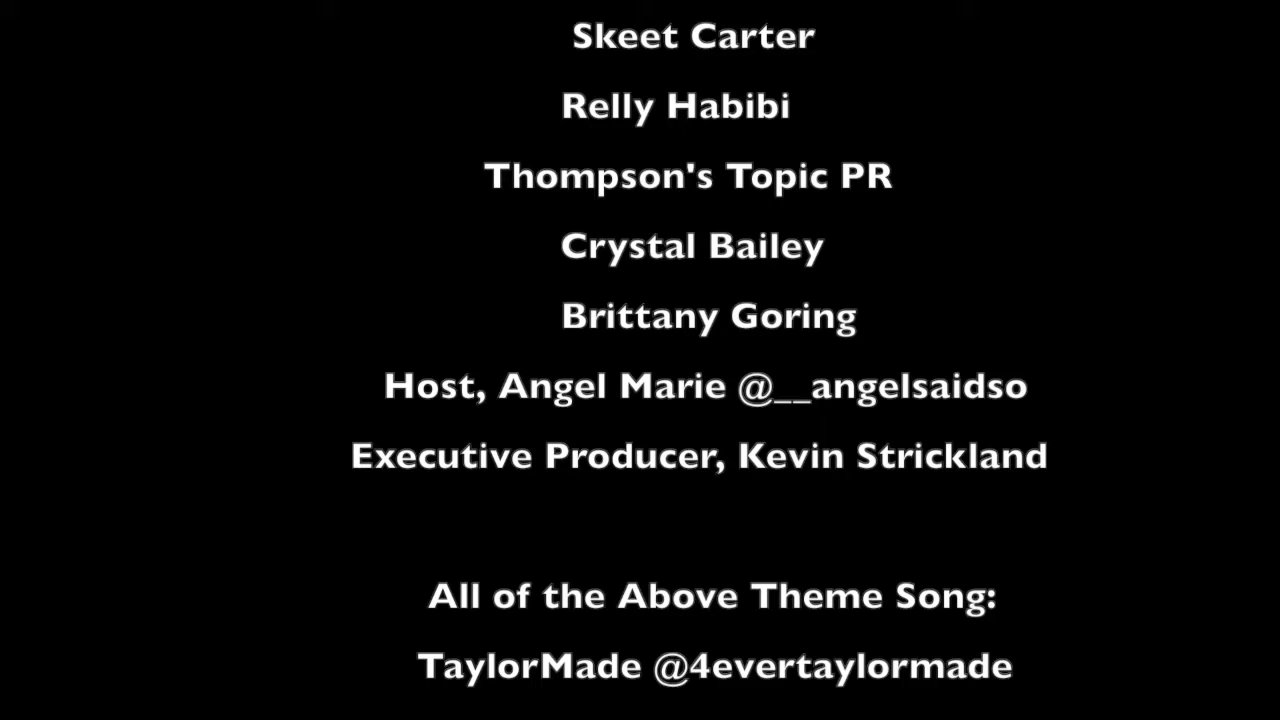 Skeet Carter
Relly Habibi
Thompson's Topic PR
Crystal Bailey
Brittany Goring
Host, Angel Marie @__angelsaidso
Executive Producer, Kevin Strickland
All of the Above Theme Song:
TaylorMade @4evertaylormade